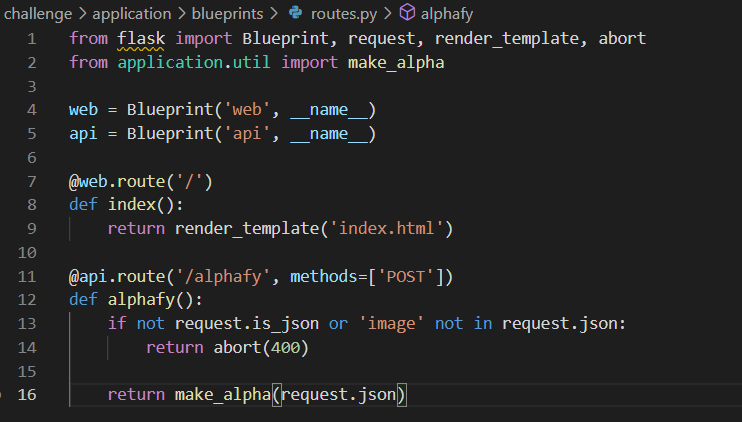 challenge > application > blueprints > routes.py > alphafy
1 from flask import Blueprint, request, render_template, abort
2 from application.util import make_alpha
3
4 web = Blueprint('web', __name__)
5 api = Blueprint('api', __name__)
6
7 @web.route('/')
8 def index():
9     return render_template('index.html')
10
11 @api.route('/alphafy', methods=['POST'])
12 def alphafy():
13     if not request.is_json or 'image' not in request.json:
14         return abort(400)
15
16     return make_alpha(request.json)